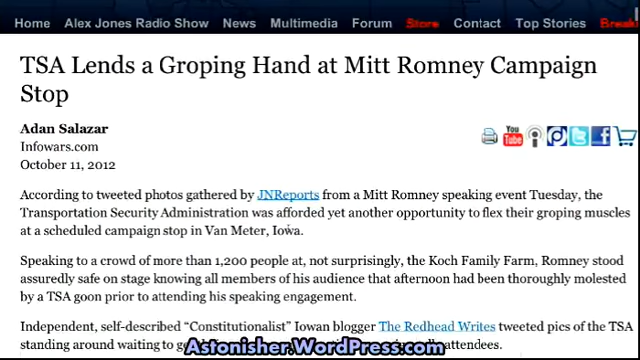 Home Alex Jones Radio Show News Multimedia Forum Store Contact Top Stories
TSA Lends a Groping Hand at Mitt Romney Campaign
Stop
Adan Salazar
Infowars.com
October 11, 2012
You
Tube
According to tweeted photos gathered by JNReports from a Mitt Romney speaking event Tuesday, the
Transportation Security Administration was afforded yet another opportunity to flex their groping muscles
at a scheduled campaign stop in Van Meter, Iowa.
Speaking to a crowd of more than 1,200 people at, not surprisingly, the Koch Family Farm, Romney stood
assuredly safe on stage knowing all members of his audience that afternoon had been thoroughly molested
by a TSA goon prior to attending his speaking engagement.
Independent, self-described “Constitutionalist” Iowan blogger The Redhead Writes tweeted pics of the TSA
standing around waiting to attendees.
Astonisher.WordPress.com